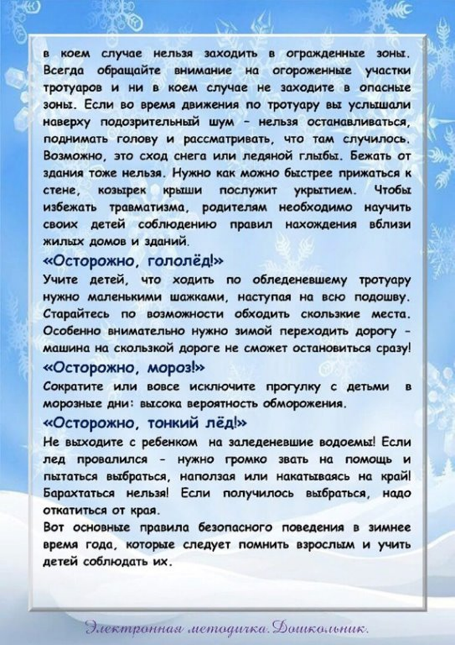 в коем случае нельзя заходить в огражденные зоны.
Всегда обращайте внимание на огороженные участки
тротуаров и ни в коем случае не заходите в опасные
зоны. Если во время движения по тротуару вы услышали
наверху подозрительный шум – нельзя останавливаться,
поднимать голову и рассматривать, что там случилось.
Возможно, это сход снега или ледяной глыбы. Бежать от
здания тоже нельзя. Нужно как можно быстрее прижаться к
стене, козырек крыши послужит укрытием. Чтобы
избежать травматизма, родителям необходимо научить
своих детей соблюдению правил нахождения вблизи
жилых домов и зданий.
«Осторожно, гололёд!»
Учите детей, что ходить по обледеневшему тротуару
нужно маленькими шажками, наступая на всю подошву.
Старайтесь по возможности обходить скользкие места.
Особенно внимательно нужно зимой переходить дорогу –
машина на скользкой дороге не сможет остановиться сразу!
«Осторожно, мороз!»
Сократите или вовсе исключите прогулку с детьми в
морозные дни: высока вероятность обморожения.
«Осторожно, тонкий лёд!»
Не выходите с ребенком на заледеневшие водоемы! Если
лед провалился – нужно громко звать на помощь и
пытаться выбраться, наползая или накатываясь на край!
Барахтаться нельзя! Если получилось выбраться, надо
откатиться от края.
Вот основные правила безопасного поведения в зимнее
время года, которые следует помнить взрослым и учить
детей соблюдать их.
Электронная методичка.Дошкольник.